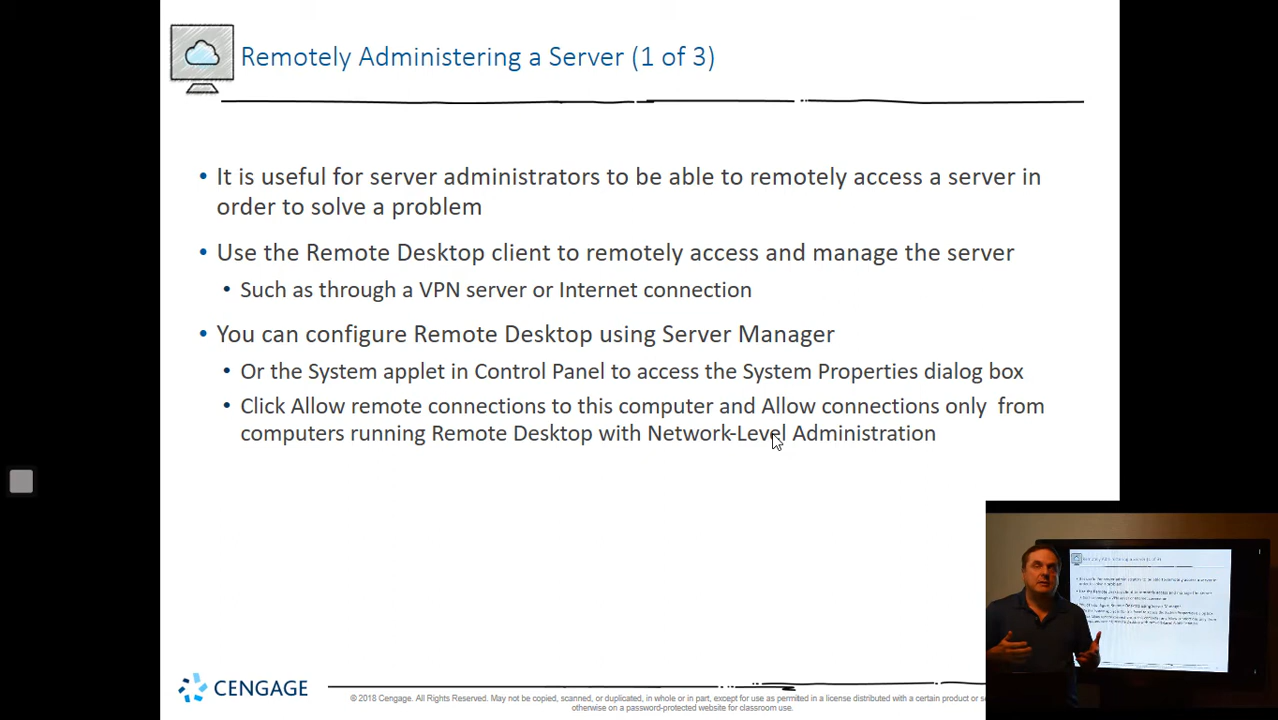 Remotely Administering a Server (1 of 3)
• It is useful for server administrators to be able to remotely access a server in
order to solve a problem
• Use the Remote Desktop client to remotely access and manage the server
• Such as through a VPN server or Internet connection
• You can configure Remote Desktop using Server Manager
• Or the System applet in Control Panel to access the System Properties dialog box
• Click Allow remote connections to this computer and Allow connections only  from
computers running Remote Desktop with Network-Level Administration
CENGAGE
© 2018 Cengage. May not be copied, scanned, or duplicated, in whole or in part, except for use as permitted in a license distributed with a certain product or
otherwise on a password-protected website for classroom use.